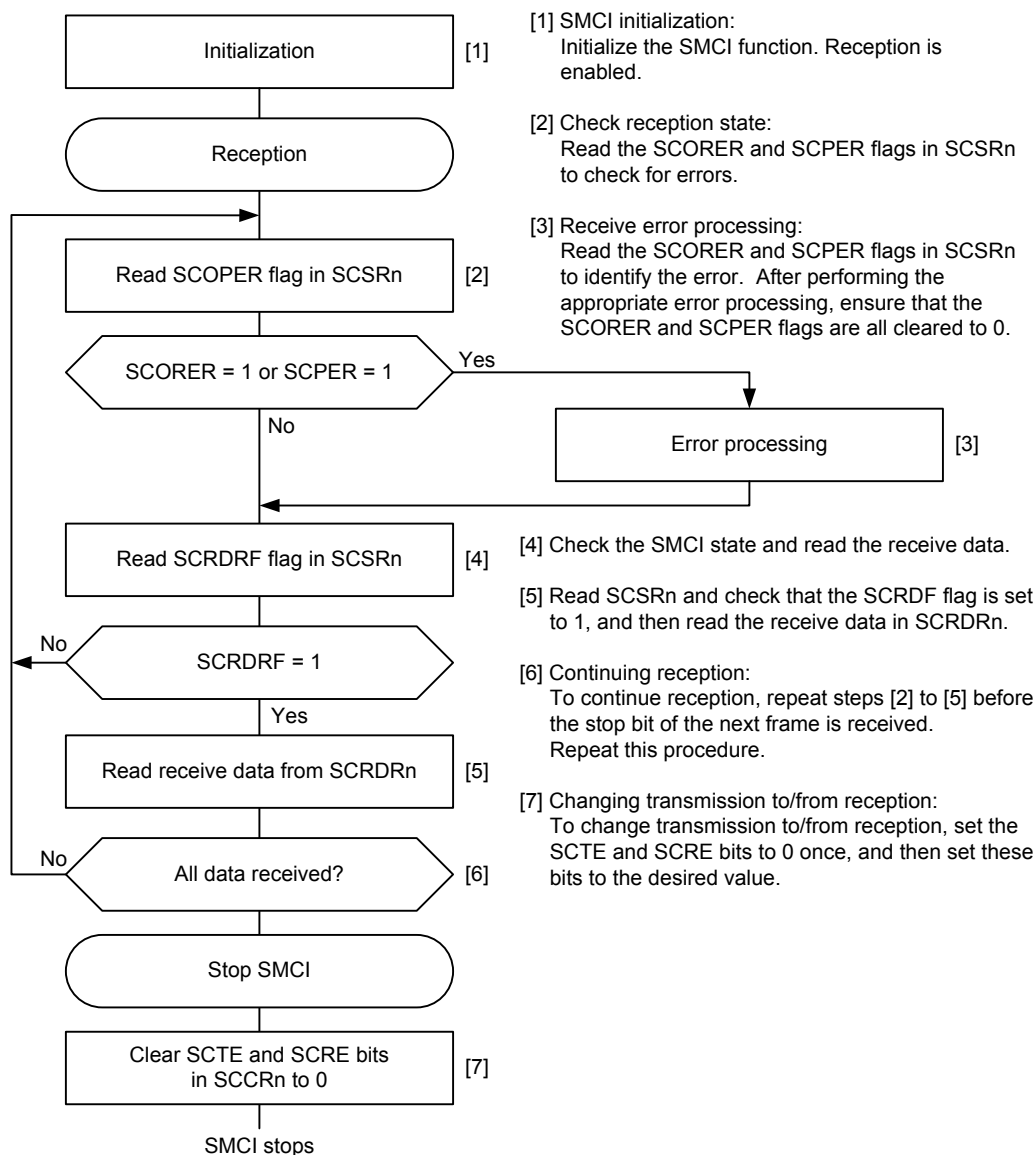 Initialization
[1]
Reception
Read SCOPER flag in SCSRn
[2]
SCORER = 1 or SCPER = 1
Yes
No
Error processing
[3]
Read SCRDRF flag in SCSRn
[4]
No
SCRDRF = 1
Yes
Read receive data from SCRDRn
[5]
No
All data received?
[6]
Stop SMCI
Clear SCTE and SCRE bits
in SCCRn to 0
[7]
SMCI stops
[1] SMCI initialization:
Initialize the SMCI function. Reception is
enabled.
[2] Check reception state:
Read the SCORER and SCPER flags in SCSRn
to check for errors.
[3] Receive error processing:
Read the SCORER and SCPER flags in SCSRn
to identify the error.  After performing the
appropriate error processing, ensure that the
SCORER and SCPER flags are all cleared to 0.
[4] Check the SMCI state and read the receive data.
[5] Read SCSRn and check that the SCRDF flag is set
to 1, and then read the receive data in SCRDRn.
[6] Continuing reception:
To continue reception, repeat steps [2] to [5] before
the stop bit of the next frame is received.
Repeat this procedure.
[7] Changing transmission to/from reception:
To change transmission to/from reception, set the
SCTE and SCRE bits to 0 once, and then set these
bits to the desired value.